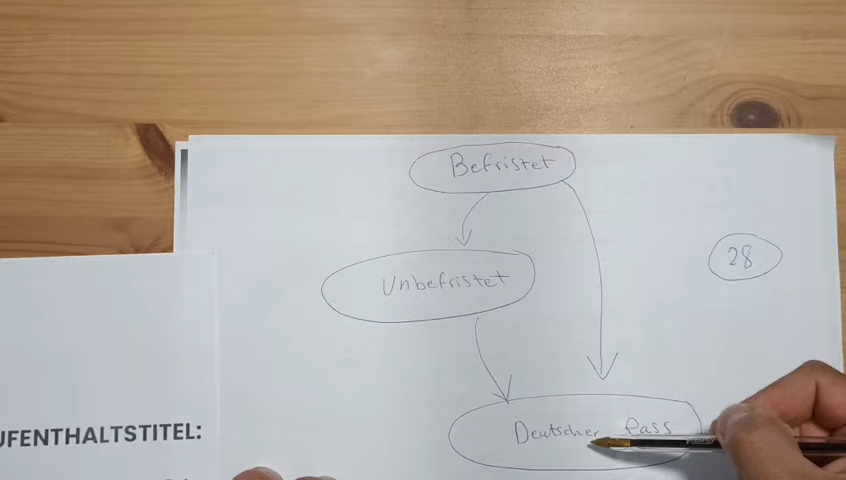 Befristet
Unbefristet
28
Deutscher Pass
UFENTHALTSTITEL: